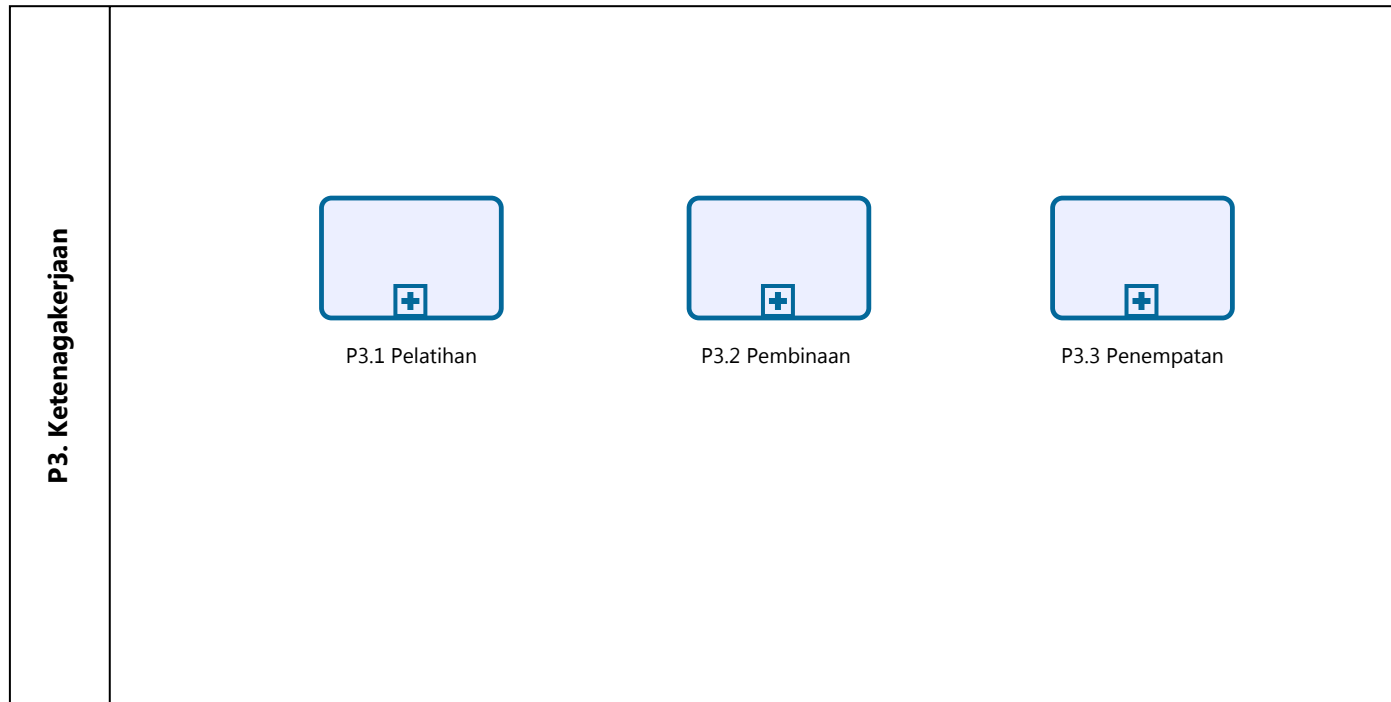 P3. Ketenagakerjaan
P3.1 Pelatihan
P3.2 Pembinaan
P3.3 Penempatan